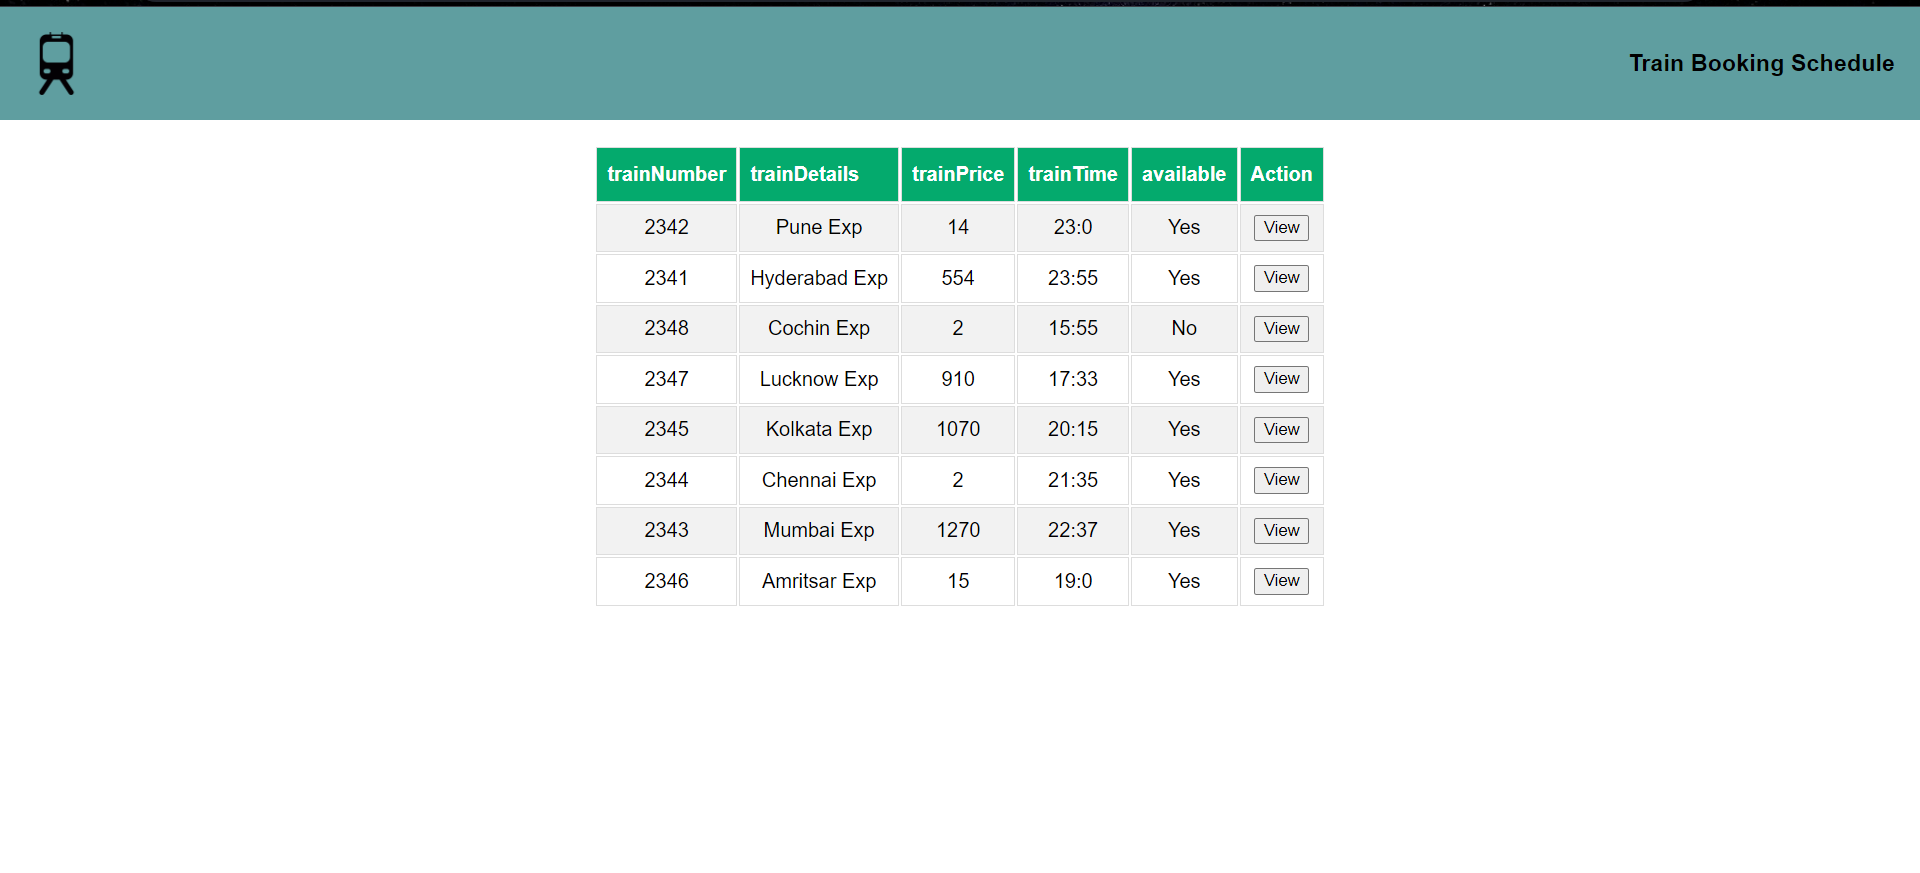 Train Booking Schedule
trainNumber trainDetails trainPrice trainTime available Action
2342 Pune Exp 14 23:0 Yes View
2341 Hyderabad Exp 554 23:55 Yes View
2348 Cochin Exp 2 15:55 No View
2347 Lucknow Exp 910 17:33 Yes View
2345 Kolkata Exp 1070 20:15 Yes View
2344 Chennai Exp 2 21:35 Yes View
2343 Mumbai Exp 1270 22:37 Yes View
2346 Amritsar Exp 15 19:0 Yes View